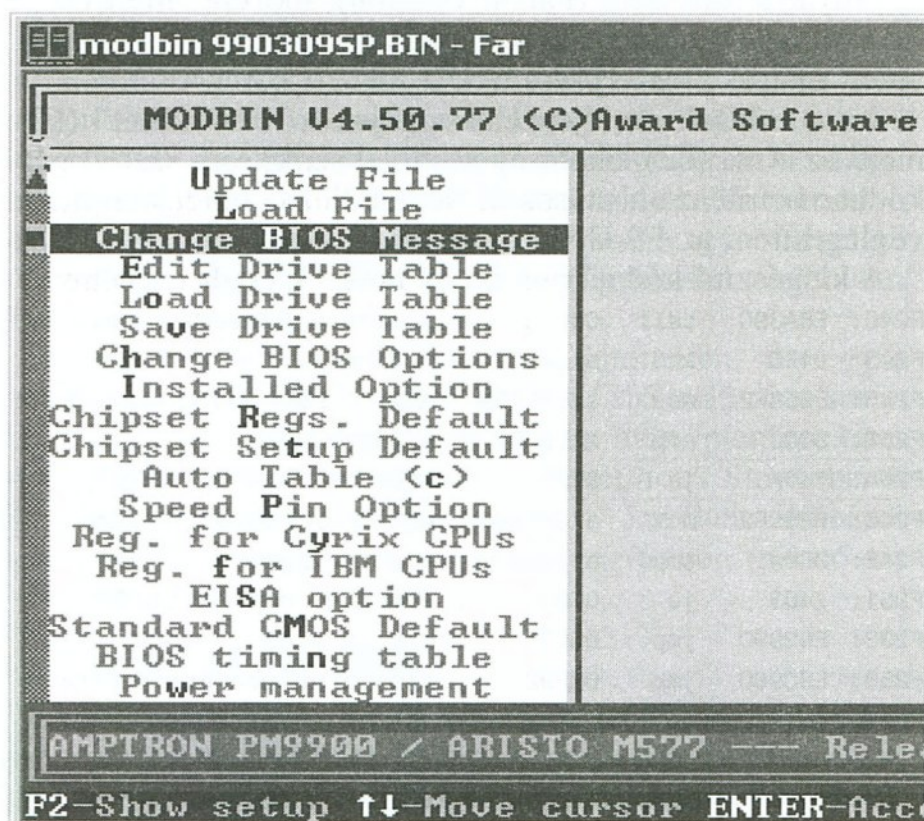 modbin 990309SP.BIN - Far
MODBIN V4.50.77 (C)Award Software
Update File
Load File
Change BIOS Message
Edit Drive Table
Load Drive Table
Save Drive Table
Change BIOS Options
Installed Option
Chipset Regs. Default
Chipset Setup Default
Auto Table (c)
Speed Pin Option
Reg. for Cyrix CPUs
Reg. for IBM CPUs
EISA option
Standard CMOS Default
BIOS timing table
Power management
AMPTRON PM9900 / ARISTO M577 --- Relea
F2-Show setup ↑↓-Move cursor ENTER-Acc